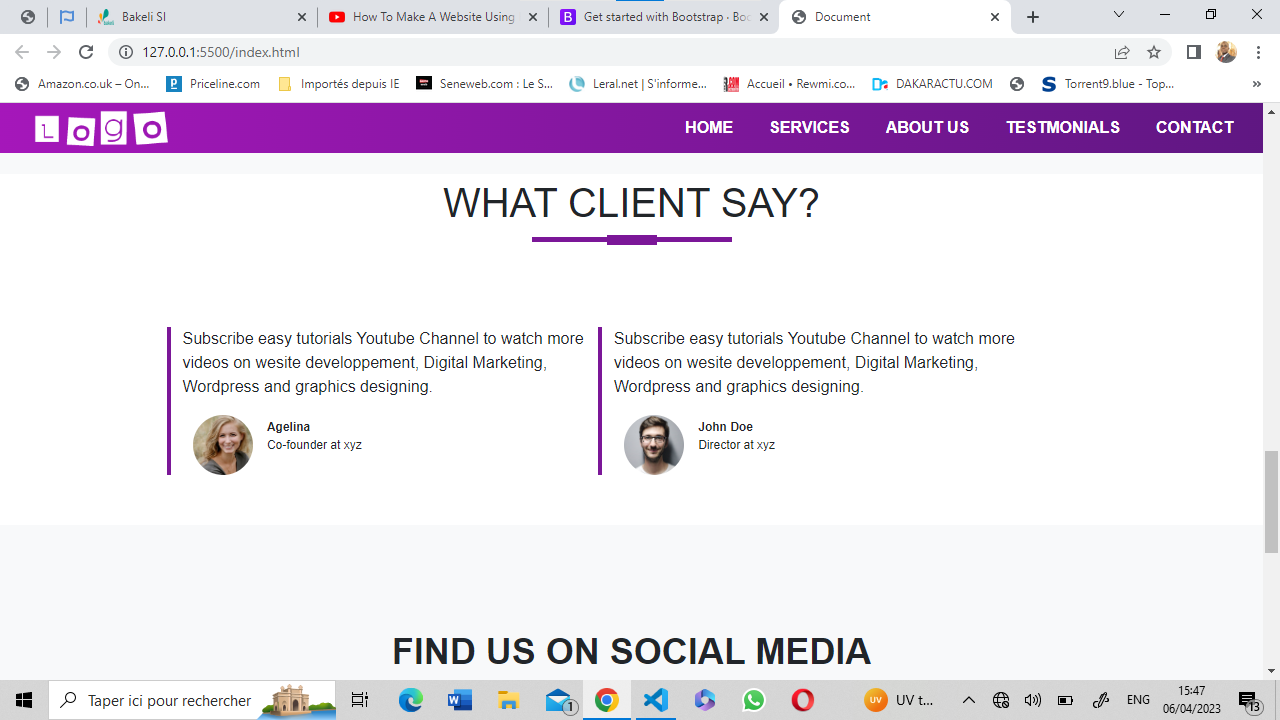 Bakeli SI
How To Make A Website Using
Get started with Bootstrap · Boo
Document
127.0.0.1:5500/index.html
Amazon.co.uk – On...
Priceline.com
Importés depuis IE
Seneweb.com : Le S...
Leral.net | S'informe...
Accueil • Rewmi.co...
DAKARACTU.COM
Torrent9.blue - Top...
»
LOgO
HOME
SERVICES
ABOUT US
TESTMONIALS
CONTACT
WHAT CLIENT SAY?
Subscribe easy tutorials Youtube Channel to watch more
videos on wesite developpement, Digital Marketing,
Wordpress and graphics designing.
Agelina
Co-founder at xyz
Subscribe easy tutorials Youtube Channel to watch more
videos on wesite developpement, Digital Marketing,
Wordpress and graphics designing.
John Doe
Director at xyz
FIND US ON SOCIAL MEDIA
Taper ici pour rechercher
1
UV
UV t...
ENG
15:47
06/04/2023
13